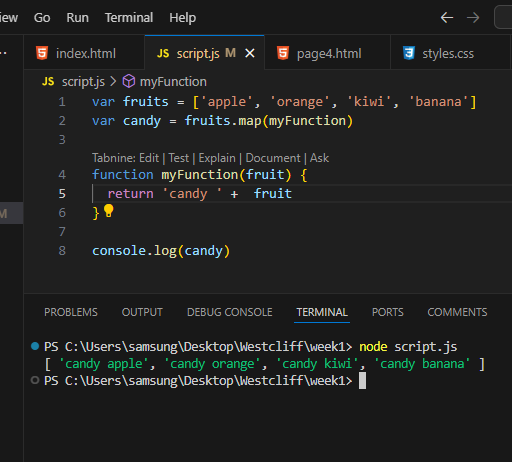 iew Go Run Terminal Help
index.html JS script.js M page4.html styles.css
JS script.js > myFunction
1 var fruits = ['apple', 'orange', 'kiwi', 'banana']
2 var candy = fruits.map(myFunction)
3
Tabnine: Edit | Test | Explain | Document | Ask
4 function myFunction(fruit) {
5 return 'candy ' +  fruit
M 6 }
7
8 console.log(candy)
PROBLEMS OUTPUT DEBUG CONSOLE TERMINAL PORTS COMMENTS
PS C:\Users\samsung\Desktop\Westcliff\week1> node script.js
[ 'candy apple', 'candy orange', 'candy kiwi', 'candy banana' ]
PS C:\Users\samsung\Desktop\Westcliff\week1>